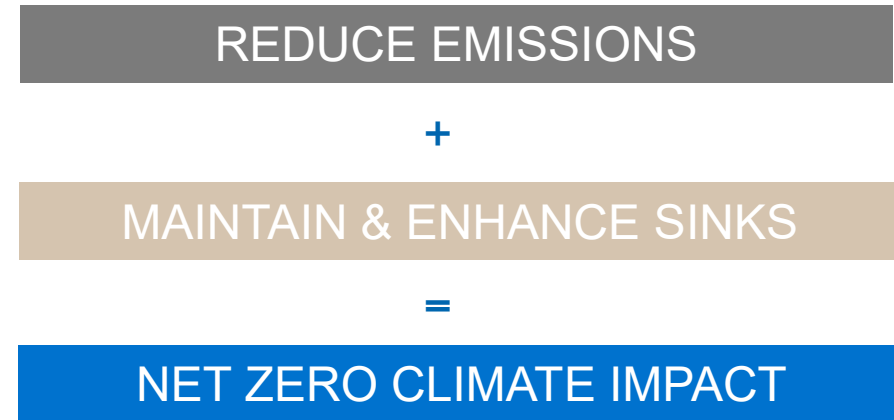 REDUCE EMISSIONS
+
MAINTAIN & ENHANCE SINKS
=
NET ZERO CLIMATE IMPACT